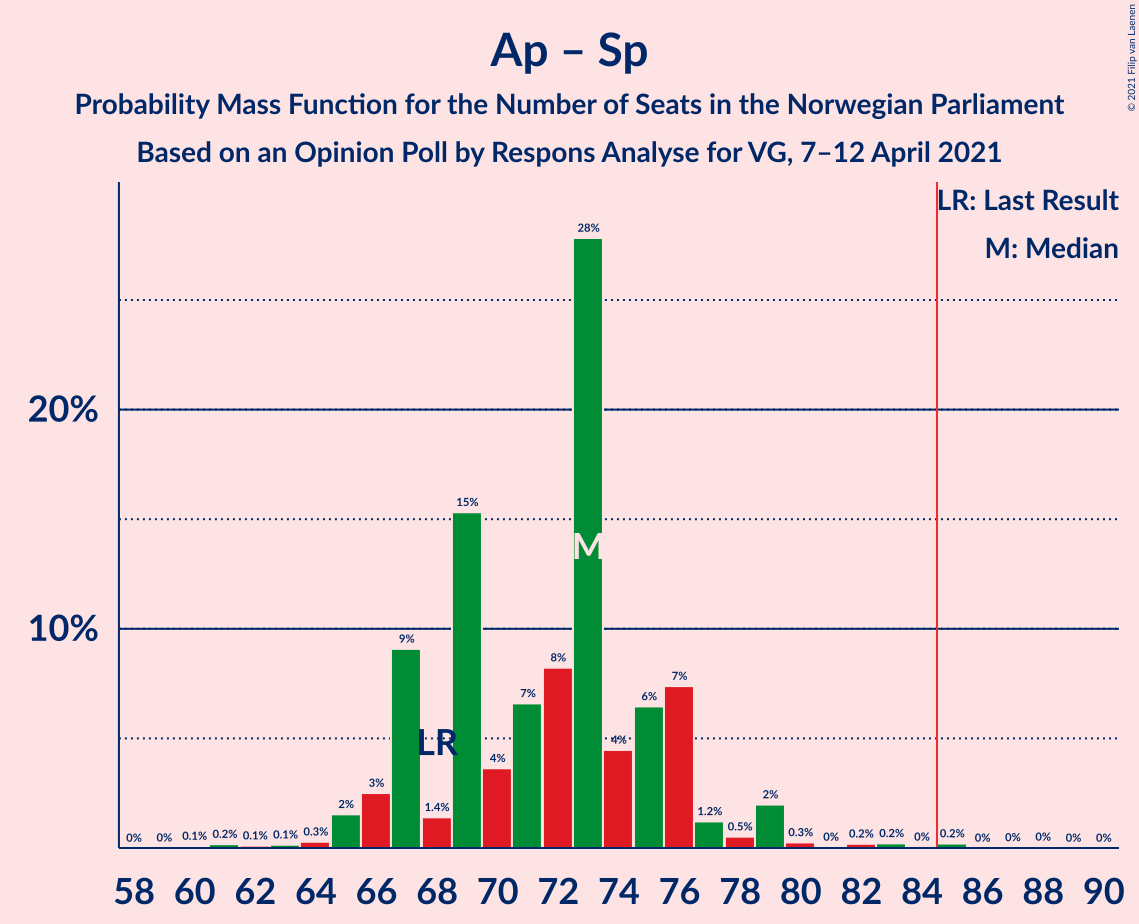 Ap – Sp
Probability Mass Function for the Number of Seats in the Norwegian Parliament
Based on an Opinion Poll by Respons Analyse for VG, 7–12 April 2021
© 2021 Filip van Laenen
LR: Last Result
M: Median
20%
10%
0% 0% 0.1% 0.2% 0.1% 0.1% 0.3% 2% 3% 9% 1.4% 15% 4% 7% 8% 28% 4% 6% 7% 1.2% 0.5% 2% 0.3% 0% 0.2% 0.2% 0% 0.2% 0% 0% 0% 0% 0%
LR
M
58 60 62 64 66 68 70 72 74 76 78 80 82 84 86 88 90